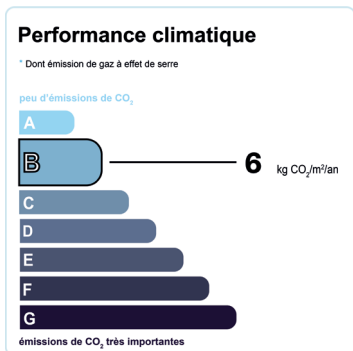 Performance climatique
* Dont émission de gaz à effet de serre
peu d'émissions de CO₂
A
B
6 kg CO₂/m²/an
C
D
E
F
G
émissions de CO₂ très importantes